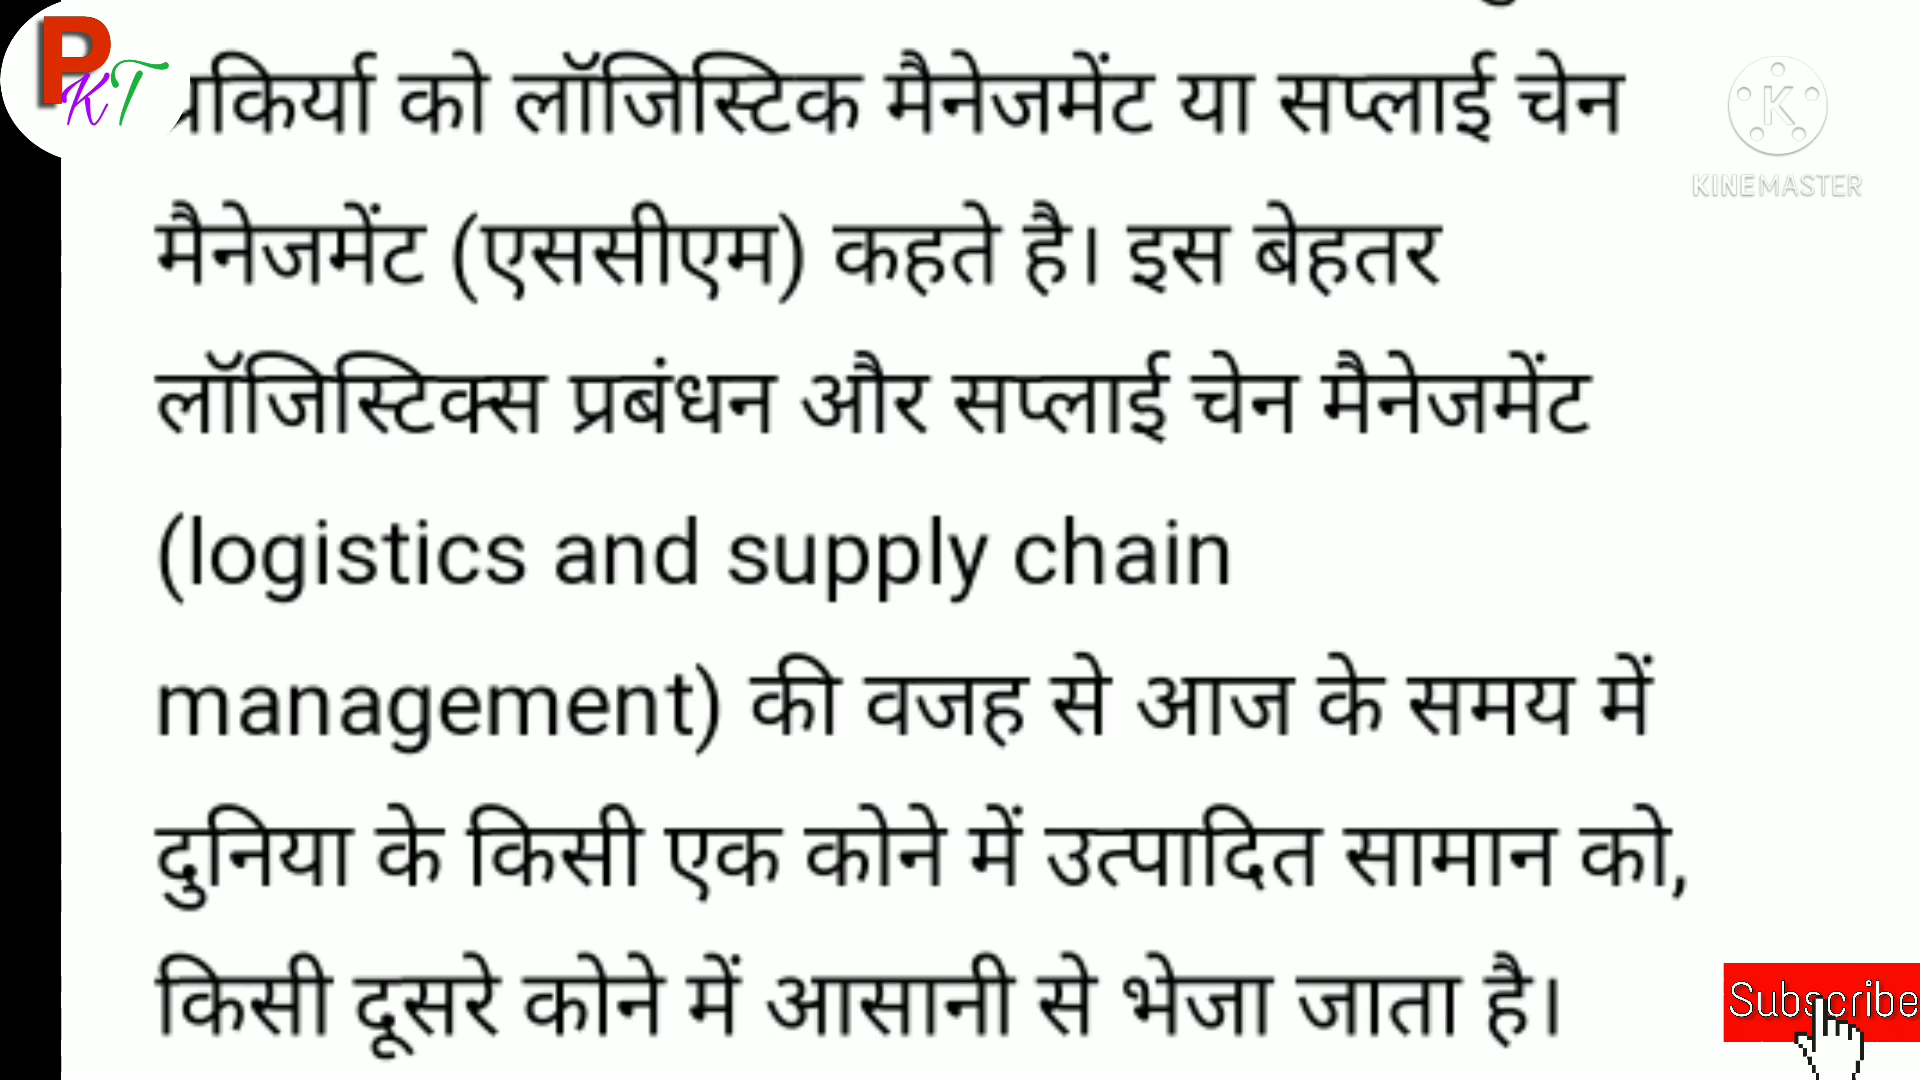 PKT
को लॉजिस्टिक मैनेजमेंट या सप्लाई चेन
KINEMASTER
मैनेजमेंट (एससीएम) कहते है। इस बेहतर
लॉजिस्टिक्स प्रबंधन और सप्लाई चेन मैनेजमेंट
(logistics and supply chain
management) की वजह से आज के समय में
दुनिया के किसी एक कोने में उत्पादित सामान को,
किसी दूसरे कोने में आसानी से भेजा जाता है।
Subscribe